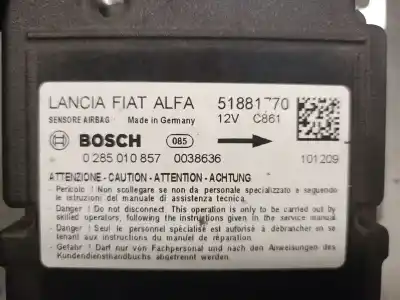 LANCIA FIAT ALFA 51881770
SENSORE AIRBAG Made in Germany 12V C861
BOSCH 085
0 285 010 857 0038636 101209
ATTENZIONE - CAUTION - ATTENTION - ACHTUNG
- Pericolo ! Non scollegare se non da personale specializzato e seguendo
le istruzioni del manuale di assistenza tecnica.
- Danger ! Do not disconnect This operation is only to be carried out by
skilled operators, following the instructions given in the service manual.
- Danger ! Seul le personnel spécialisé est autorisé à debrancher en se
tenant aux instructions du manuel de réparation.
- Gefahr ! Darf nur von Fachpersonal und nach den Anweisungen des
Kundendiensthandbuchs abgeklemmt werden.